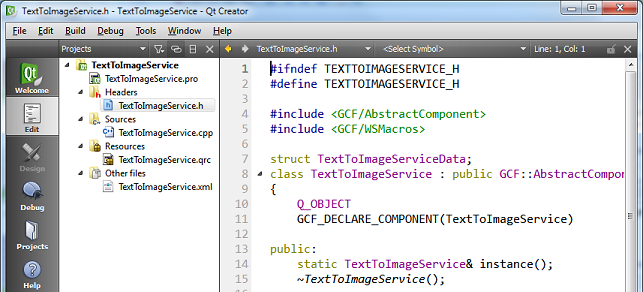 TextToImageService.h - TextToImageService - Qt Creator
File Edit Build Debug Tools Window Help
Projects
TextToImageService.h
<Select Symbol>
Line: 1, Col: 1
Qt
Welcome
Edit
Design
Debug
Projects
Help
TextToImageService
TextToImageService.pro
Headers
TextToImageService.h
Sources
TextToImageService.cpp
Resources
TextToImageService.qrc
Other files
TextToImageService.xml
1 #ifndef TEXTTOIMAGESERVICE_H
2 #define TEXTTOIMAGESERVICE_H
3
4 #include <GCF/AbstractComponent>
5 #include <GCF/WSMacros>
6
7 struct TextToImageServiceData;
8 class TextToImageService : public GCF::AbstractCompon
9 {
10 Q_OBJECT
11 GCF_DECLARE_COMPONENT(TextToImageService)
12
13 public:
14 static TextToImageService& instance();
15 ~TextToImageService();